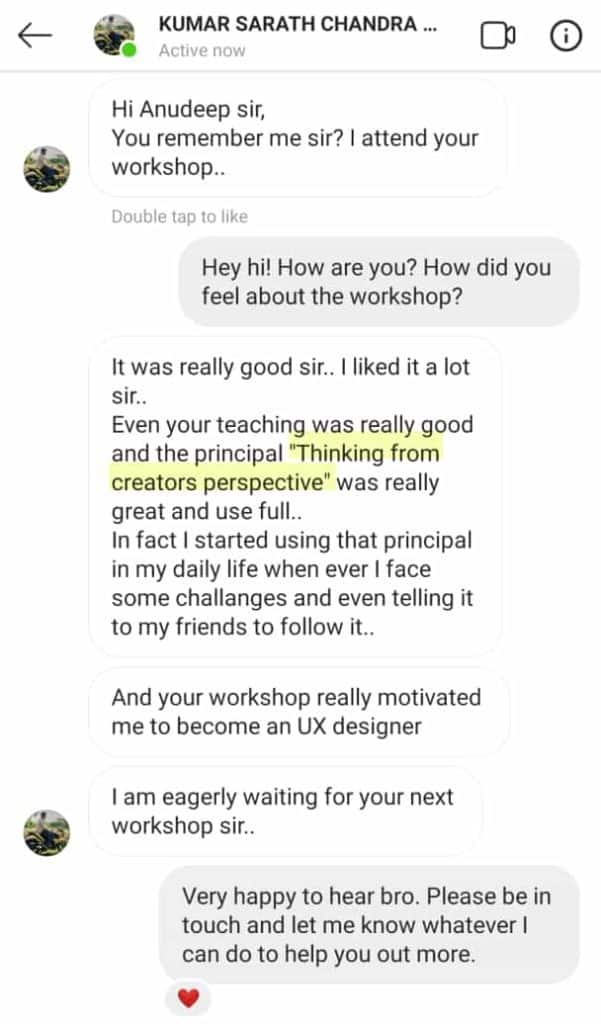 KUMAR SARATH CHANDRA ...
Active now
Hi Anudeep sir,
You remember me sir? I attend your
workshop..
Double tap to like
Hey hi! How are you? How did you
feel about the workshop?
It was really good sir.. I liked it a lot
sir..
Even your teaching was really good
and the principal "Thinking from
creators perspective" was really
great and use full..
In fact I started using that principal
in my daily life when ever I face
some challanges and even telling it
to my friends to follow it..
And your workshop really motivated
me to become an UX designer
I am eagerly waiting for your next
workshop sir..
Very happy to hear bro. Please be in
touch and let me know whatever I
can do to help you out more.